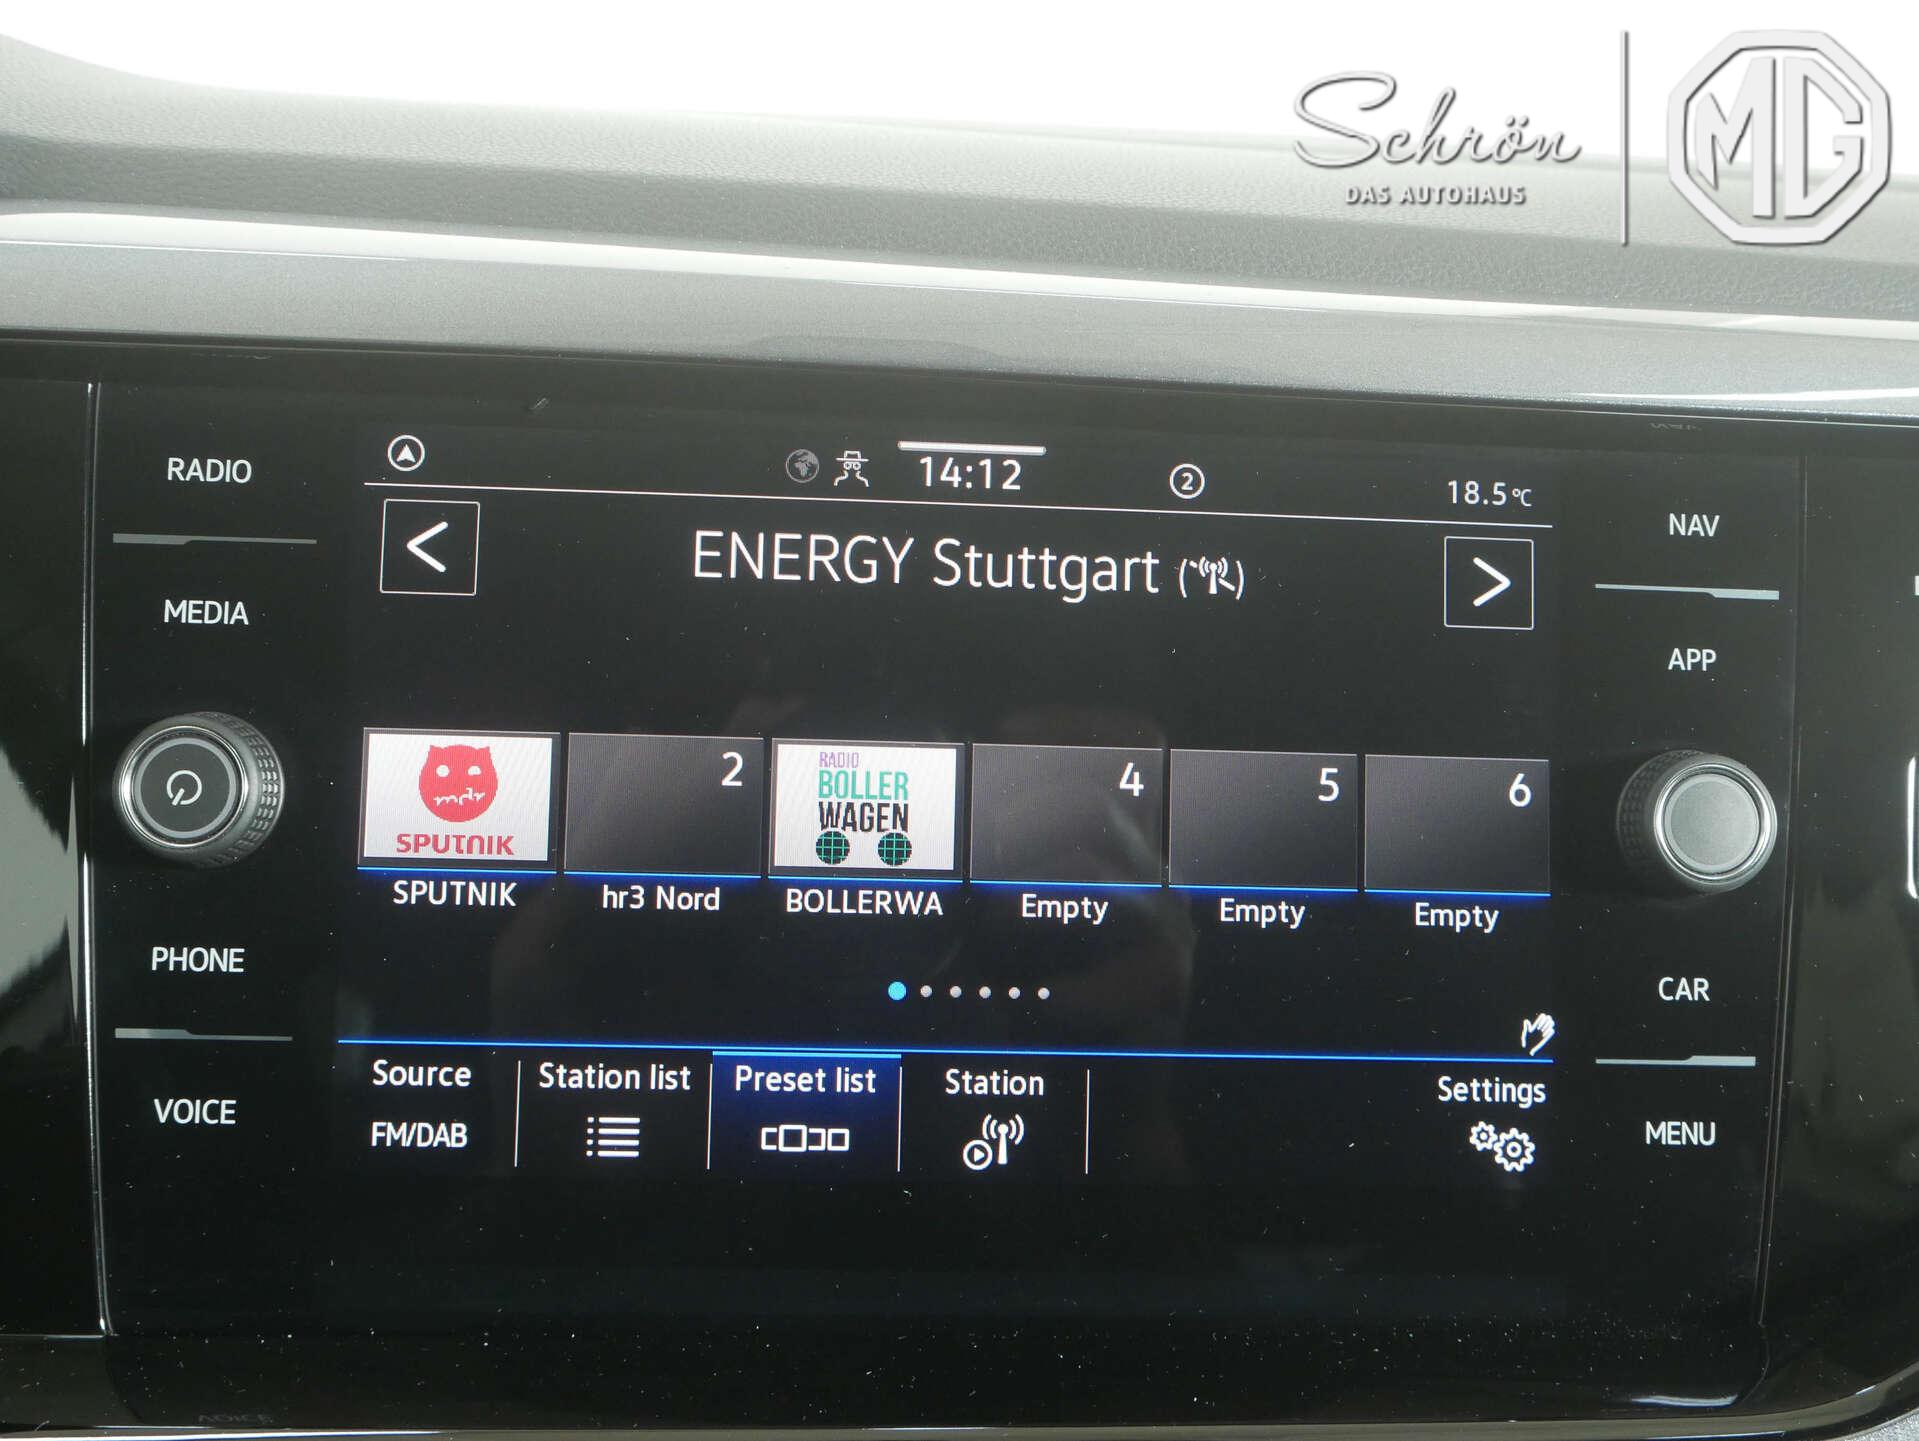 Schrön
DAS AUTOHAUS
MG
RADIO
MEDIA
PHONE
VOICE
14:12
2
18.5°C
<
ENERGY Stuttgart
>
mdr
SPUTNIK
2
RADIO
BOLLER
WAGEN
4
5
6
SPUTNIK
hr3 Nord
BOLLERWA
Empty
Empty
Empty
Source
FM/DAB
Station list
Preset list
Station
Settings
NAV
APP
CAR
MENU